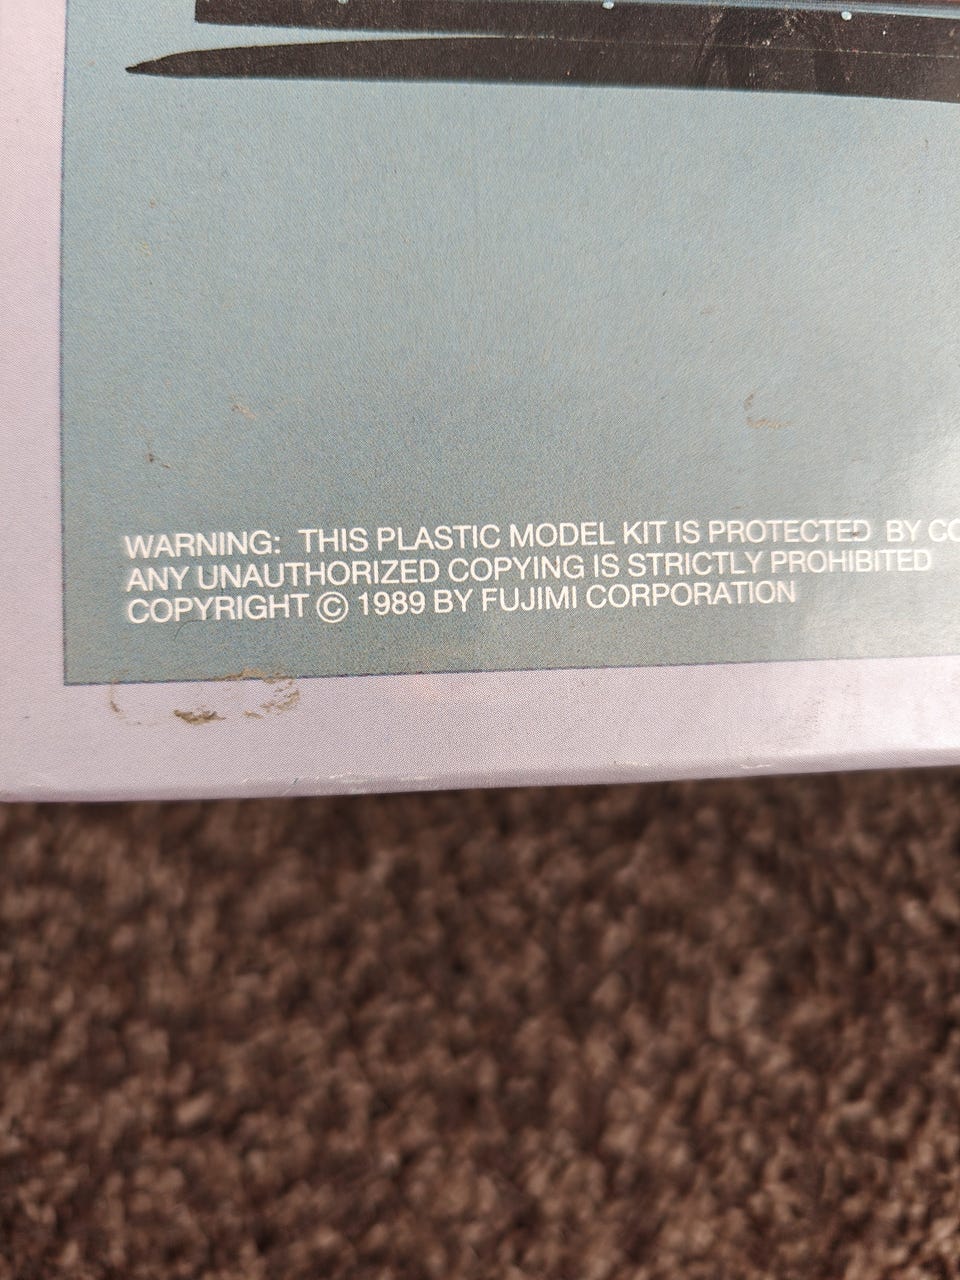 WARNING: THIS PLASTIC MODEL KIT IS PROTECTED BY
ANY UNAUTHORIZED COPYING IS STRICTLY PROHIBITED
COPYRIGHT © 1989 BY FUJIMI CORPORATION